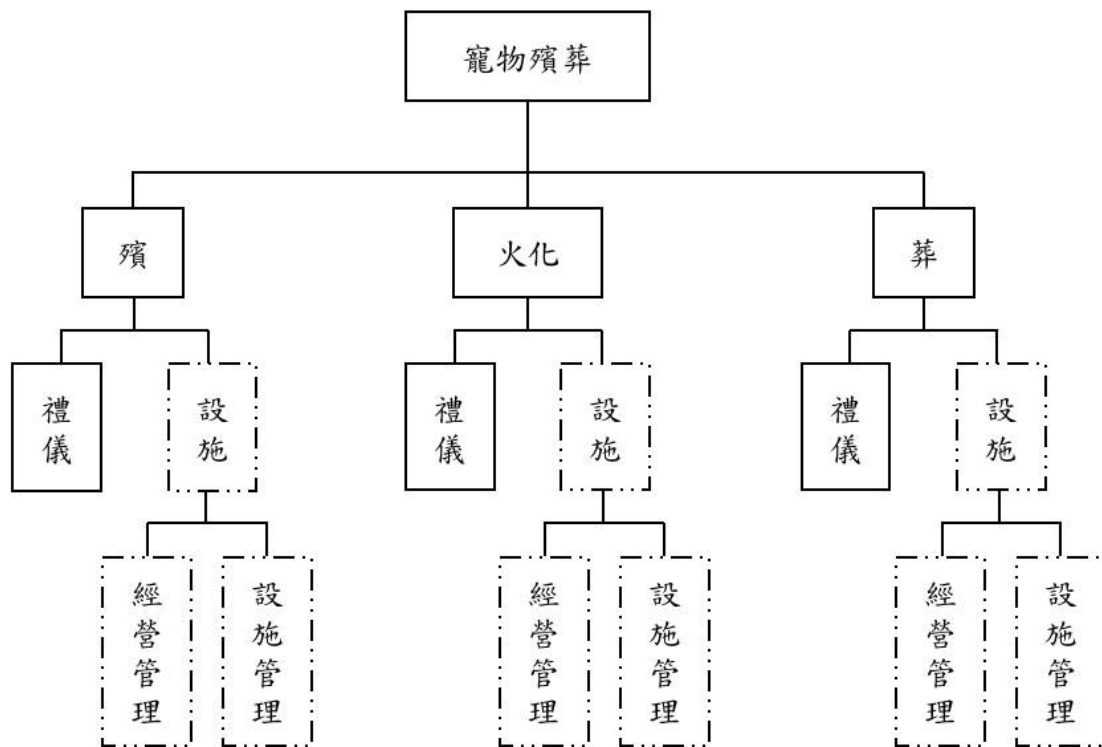 寵物殯葬
殯
火化
葬
禮儀
設施
禮儀
設施
禮儀
設施
經營管理
設施管理
經營管理
設施管理
經營管理
設施管理